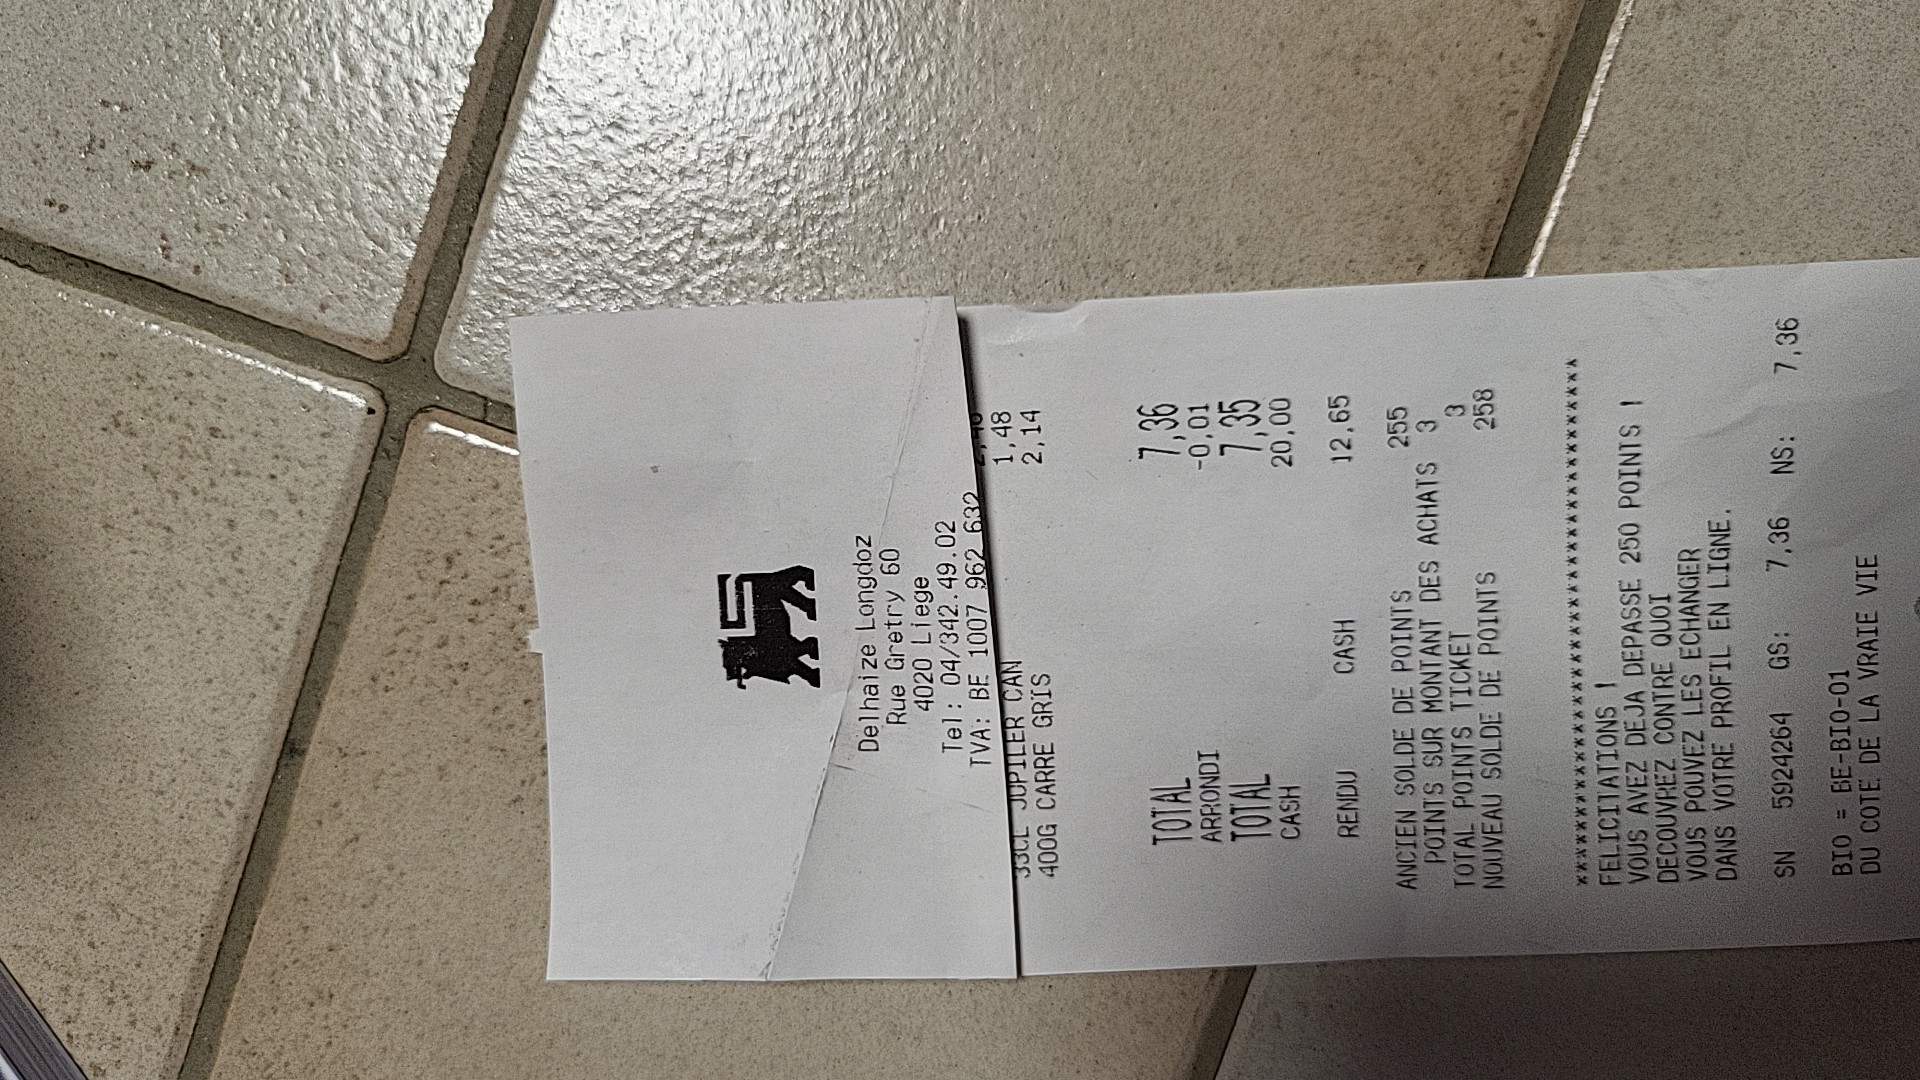 Delhaize Longdoz
Rue Gretry 60
4020 Liege
Tel: 04/342.49.02
TVA: BE 1007 962 632
33CL JUPILER CAN 1,48
400G CARRE GRIS 2,14
TOTAL 7,36
ARRONDI -0,01
TOTAL 7,35
CASH 20,00
RENDU CASH 12,65
ANCIEN SOLDE DE POINTS 255
POINTS SUR MONTANT DES ACHATS 3
TOTAL POINTS TICKET 3
NOUVEAU SOLDE DE POINTS 258
******************************************
FELICITATIONS !
VOUS AVEZ DEJA DEPASSE 250 POINTS !
DECOUVREZ CONTRE QUOI
VOUS POUVEZ LES ECHANGER
DANS VOTRE PROFIL EN LIGNE.
SN 5924264 GS: 7,36 NS: 7,36
BIO = BE-BIO-01
DU COTE DE LA VRAIE VIE